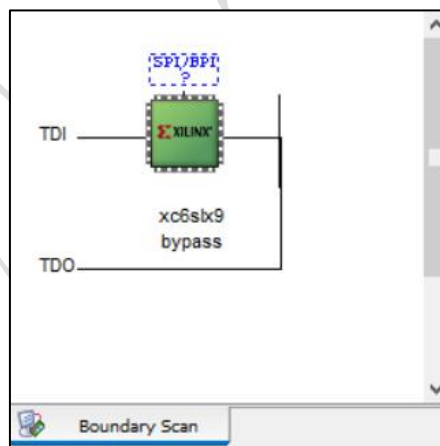 SPI/BPI
?
TDI
XILINX
xc6slx9
bypass
TDO
Boundary Scan